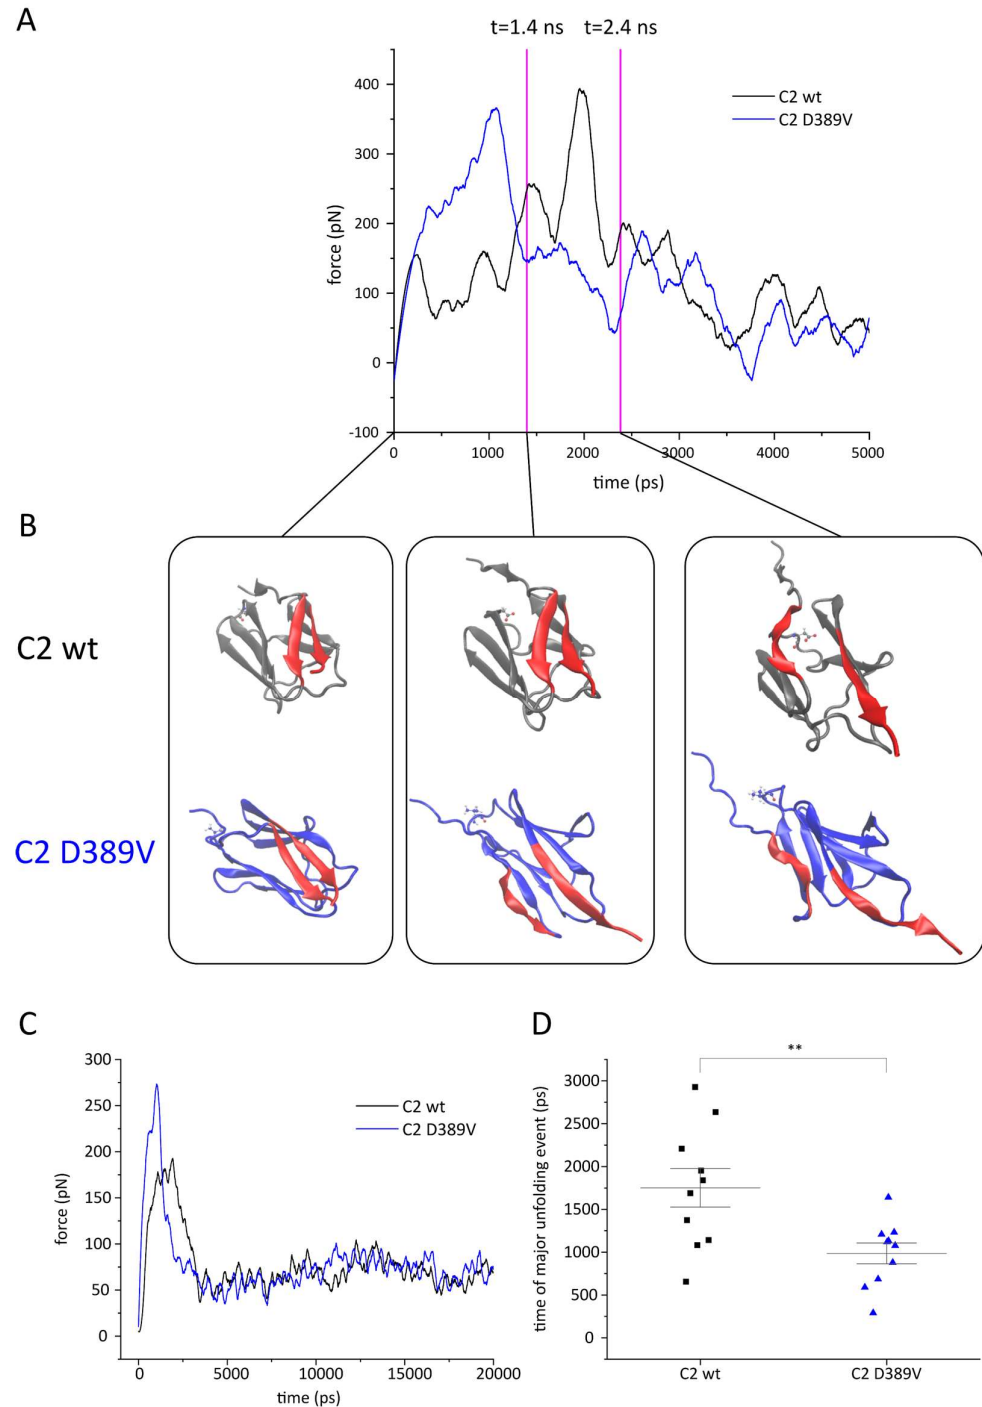 A
t=1.4 ns t=2.4 ns
400
300
200
100
0
-100
force (pN)
C2 wt
C2 D389V
0 1000 2000 3000 4000 5000
time (ps)
B
C2 wt
C2 D389V
C
300
250
200
150
100
50
0
force (pN)
C2 wt
C2 D389V
0 5000 10000 15000 20000
time (ps)
D
**
3000
2500
2000
1500
1000
500
0
time of major unfolding event (ps)
C2 wt C2 D389V